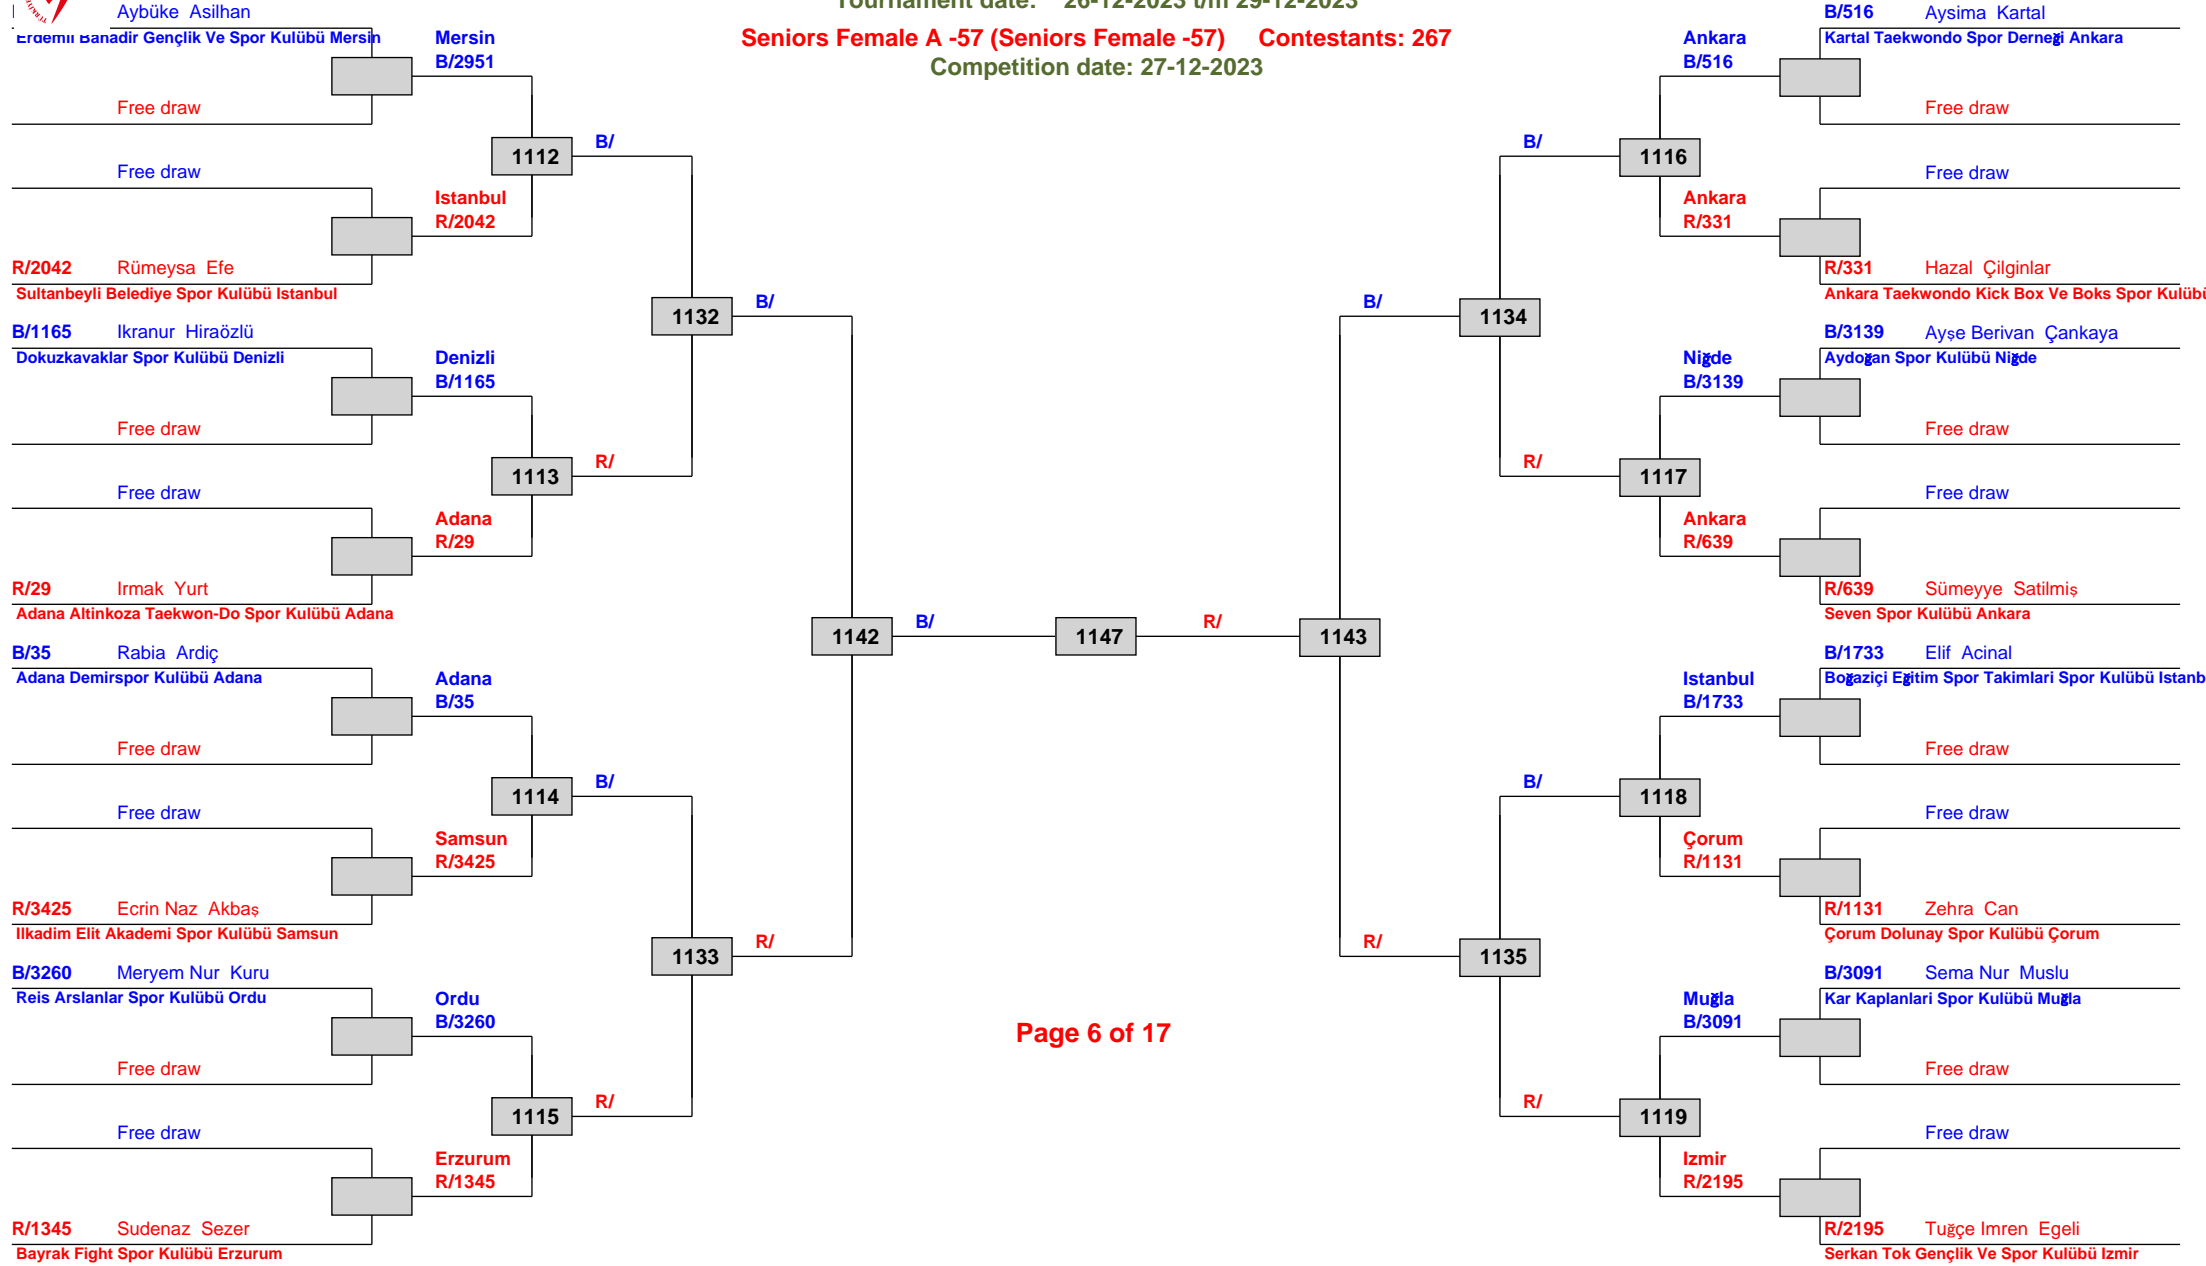 Tournament date: 26-12-2023 t/m 29-12-2023
Seniors Female A -57 (Seniors Female -57) Contestants: 267
Competition date: 27-12-2023
Aybüke Asilhan
Erdemli Bahadir Gençlik Ve Spor Kulübü Mersin
Mersin
B/2951
Free draw
1112
B/
Free draw
Istanbul
R/2042
R/2042 Rümeysa Efe
Sultanbeyli Belediye Spor Kulübü Istanbul
1132
B/
B/1165 Ikranur Hiraözlü
Dokuzkavaklar Spor Kulübü Denizli
Denizli
B/1165
Free draw
1113
R/
Free draw
Adana
R/29
R/29 Irmak Yurt
Adana Altinkoza Taekwon-Do Spor Kulübü Adana
1142
B/
1147
R/
1143
B/35 Rabia Ardiç
Adana Demirspor Kulübü Adana
Adana
B/35
Free draw
1114
B/
Free draw
Samsun
R/3425
R/3425 Ecrin Naz Akbaş
Ilkadim Elit Akademi Spor Kulübü Samsun
1133
R/
B/3260 Meryem Nur Kuru
Reis Arslanlar Spor Kulübü Ordu
Ordu
B/3260
Free draw
1115
R/
Free draw
Erzurum
R/1345
R/1345 Sudenaz Sezer
Bayrak Fight Spor Kulübü Erzurum
Page 6 of 17
B/516 Aysima Kartal
Kartal Taekwondo Spor Derneği Ankara
Ankara
B/516
Free draw
B/
1116
Free draw
Ankara
R/331
R/331 Hazal Çilginlar
Ankara Taekwondo Kick Box Ve Boks Spor Kulübü
B/
1134
B/3139 Ayşe Berivan Çankaya
Aydoğan Spor Kulübü Niğde
Niğde
B/3139
Free draw
R/
1117
Free draw
Ankara
R/639
R/639 Sümeyye Satilmiş
Seven Spor Kulübü Ankara
B/1733 Elif Acinal
Boğaziçi Eğitim Spor Takimlari Spor Kulübü Istanb
Istanbul
B/1733
Free draw
B/
1118
Free draw
Çorum
R/1131
R/1131 Zehra Can
Çorum Dolunay Spor Kulübü Çorum
R/
1135
B/3091 Sema Nur Muslu
Kar Kaplanlari Spor Kulübü Muğla
Muğla
B/3091
Free draw
R/
1119
Free draw
Izmir
R/2195
R/2195 Tuğçe Imren Egeli
Serkan Tok Gençlik Ve Spor Kulübü Izmir